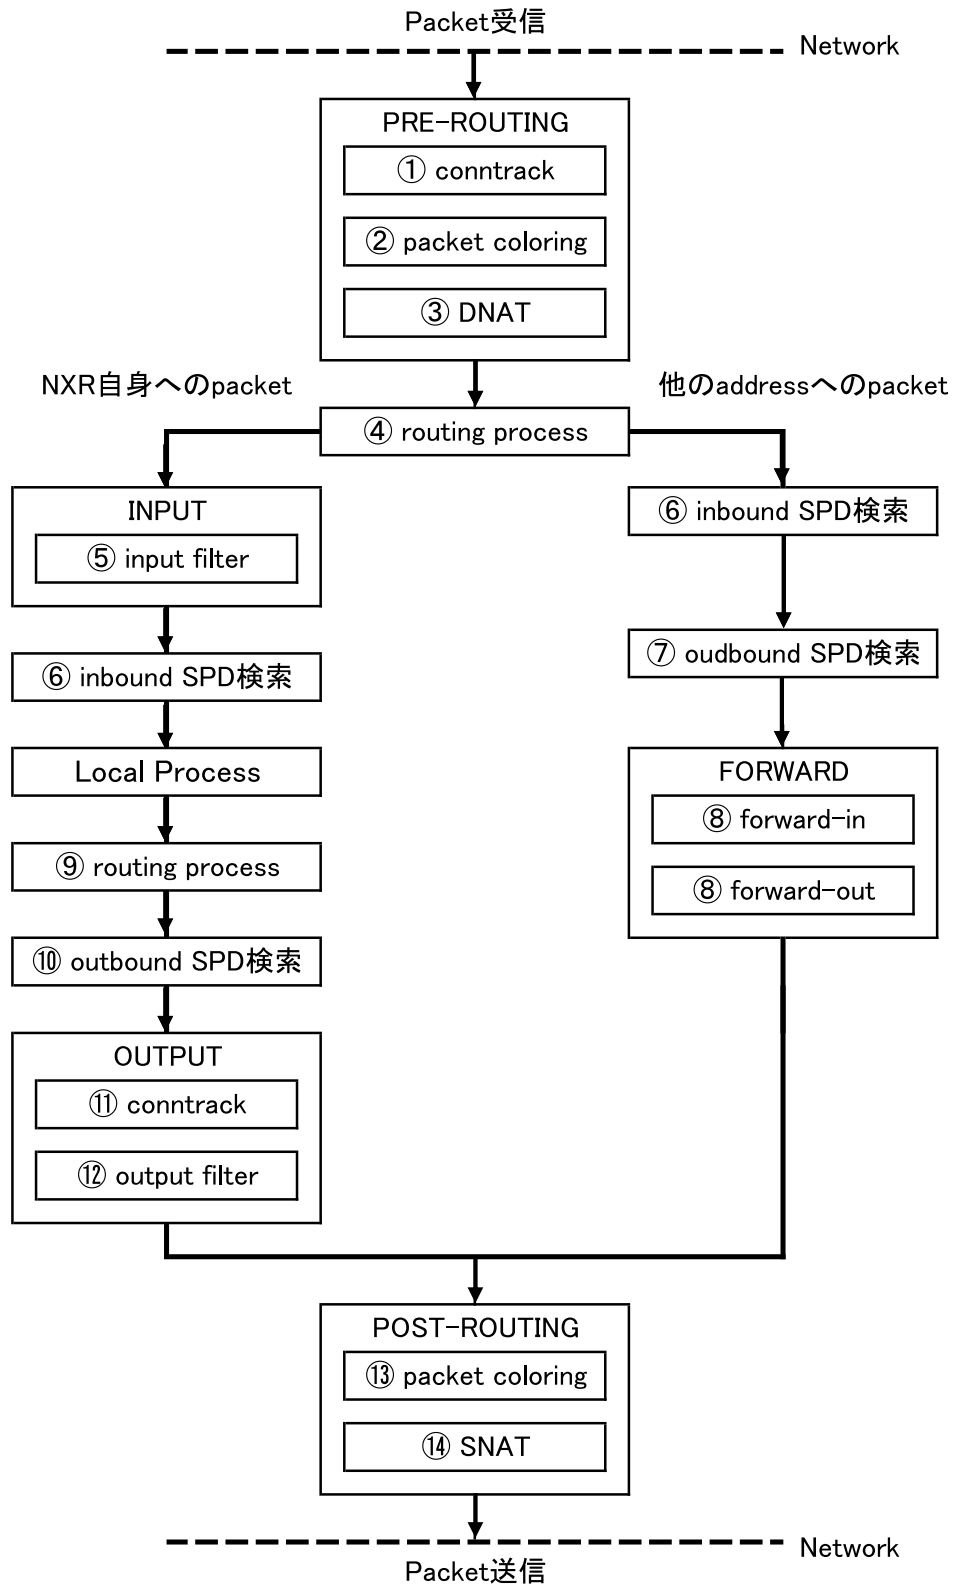 Packet受信
Network
PRE-ROUTING
① conntrack
② packet coloring
③ DNAT
NXR自身へのpacket
他のaddressへのpacket
④ routing process
INPUT
⑤ input filter
⑥ inbound SPD検索
Local Process
⑨ routing process
⑩ outbound SPD検索
OUTPUT
⑪ conntrack
⑫ output filter
⑥ inbound SPD検索
⑦ oudbound SPD検索
FORWARD
⑧ forward-in
⑧ forward-out
POST-ROUTING
⑬ packet coloring
⑭ SNAT
Network
Packet送信